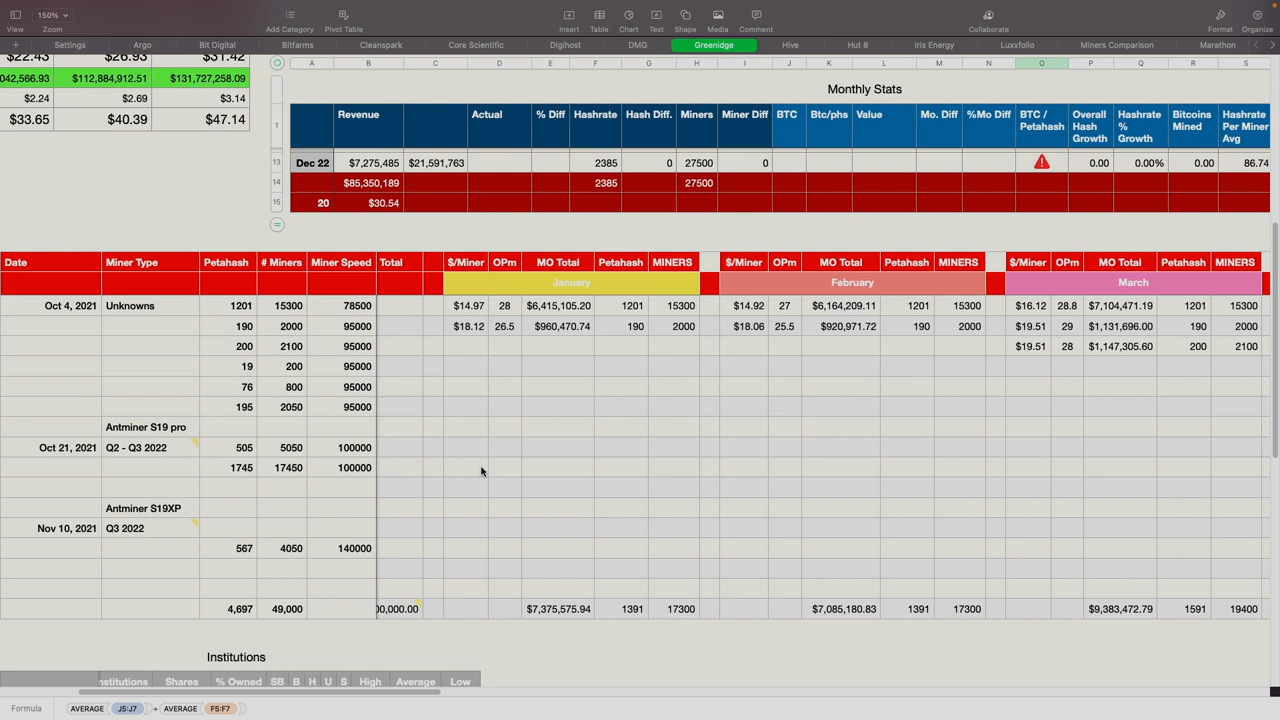 150%
View Zoom Add Category Pivot Table Insert Table Chart Text Shape Media Comment Collaborate Format Organize
Settings Argo Bit Digital Bitfarms Cleanspark Core Scientific Digihost DMG Greenidge Hive Hut 8 Iris Energy Luxxfolio Miners Comparison Marathon
$22.43 $26.93 $31.42
042,566.93 $112,884,912.51 $131,727,258.09
$2.24 $2.69 $3.14
$33.65 $40.39 $47.14
A B C D E F G H I J K L M N O P Q R S
Monthly Stats
1 Revenue Actual % Diff Hashrate Hash Diff. Miners Miner Diff BTC Btc/phs Value Mo. Diff %Mo Diff BTC / Petahash Overall Hash Growth Hashrate % Growth Bitcoins Mined Hashrate Per Miner Avg
13 Dec 22 $7,275,485 $21,591,763 2385 0 27500 0 0.00 0.00% 0.00 86.74
14 $85,350,189 2385 27500
15 20 $30.54
Date Miner Type Petahash # Miners Miner Speed Total $/Miner OPm MO Total Petahash MINERS $/Miner OPm MO Total Petahash MINERS $/Miner OPm MO Total Petahash MINERS
January February March
Oct 4, 2021 Unknowns 1201 15300 78500 $14.97 28 $6,415,105.20 1201 15300 $14.92 27 $6,164,209.11 1201 15300 $16.12 28.8 $7,104,471.19 1201 15300
190 2000 95000 $18.12 26.5 $960,470.74 190 2000 $18.06 25.5 $920,971.72 190 2000 $19.51 29 $1,131,696.00 190 2000
200 2100 95000 $19.51 28 $1,147,305.60 200 2100
19 200 95000
76 800 95000
195 2050 95000
Antminer S19 pro
Oct 21, 2021 Q2 - Q3 2022 505 5050 100000
1745 17450 100000
Antminer S19XP
Nov 10, 2021 Q3 2022
567 4050 140000
4,697 49,000 00,000.00 $7,375,575.94 1391 17300 $7,085,180.83 1391 17300 $9,383,472.79 1591 19400
Institutions
nstitutions Shares % Owned SB B H U S High Average Low
Formula AVERAGE J5:J7 + AVERAGE F5:F7